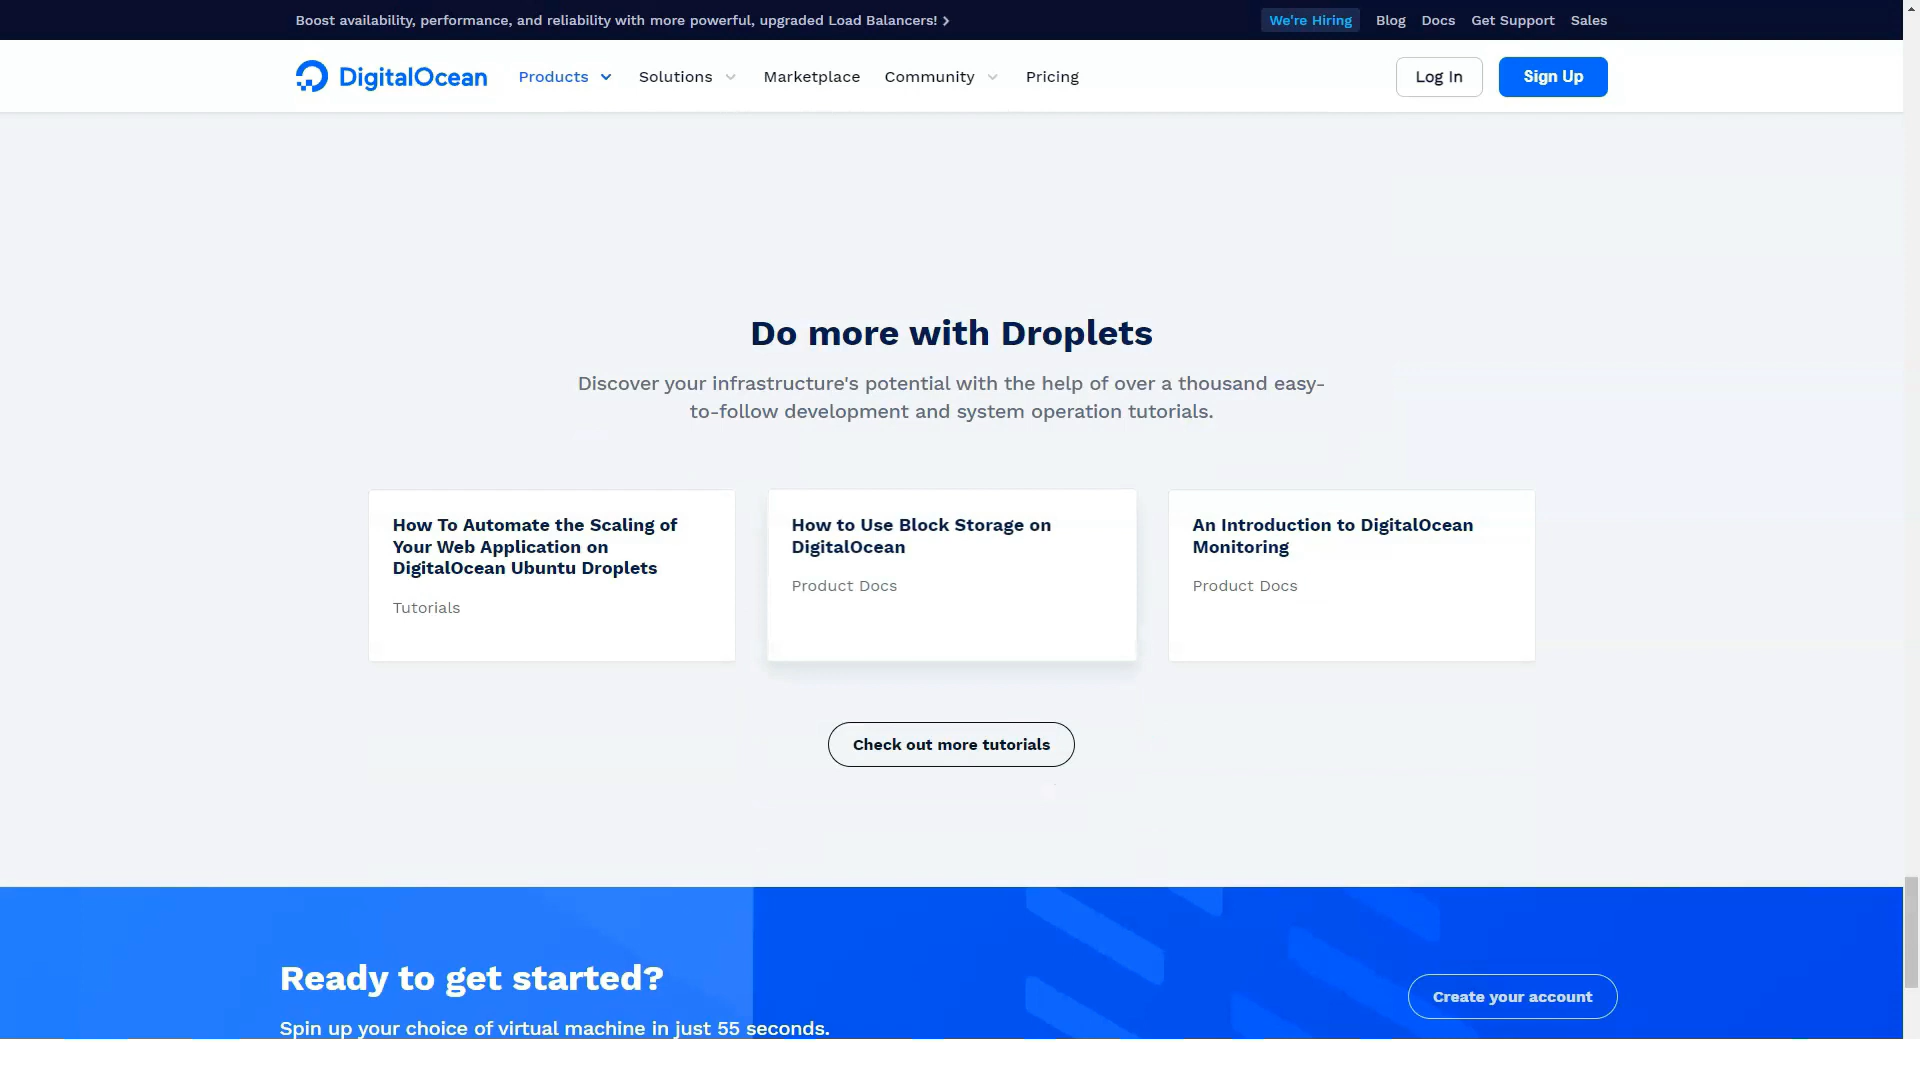 Boost availability, performance, and reliability with more powerful, upgraded Load Balancers!
We're Hiring
Blog
Docs
Get Support
Sales
DigitalOcean
Products
Solutions
Marketplace
Community
Pricing
Log In
Sign Up
Do more with Droplets
Discover your infrastructure's potential with the help of over a thousand easy-
to-follow development and system operation tutorials.
How To Automate the Scaling of
Your Web Application on
DigitalOcean Ubuntu Droplets
Tutorials
How to Use Block Storage on
DigitalOcean
Product Docs
An Introduction to DigitalOcean
Monitoring
Product Docs
Check out more tutorials
Ready to get started?
Spin up your choice of virtual machine in just 55 seconds.
Create your account